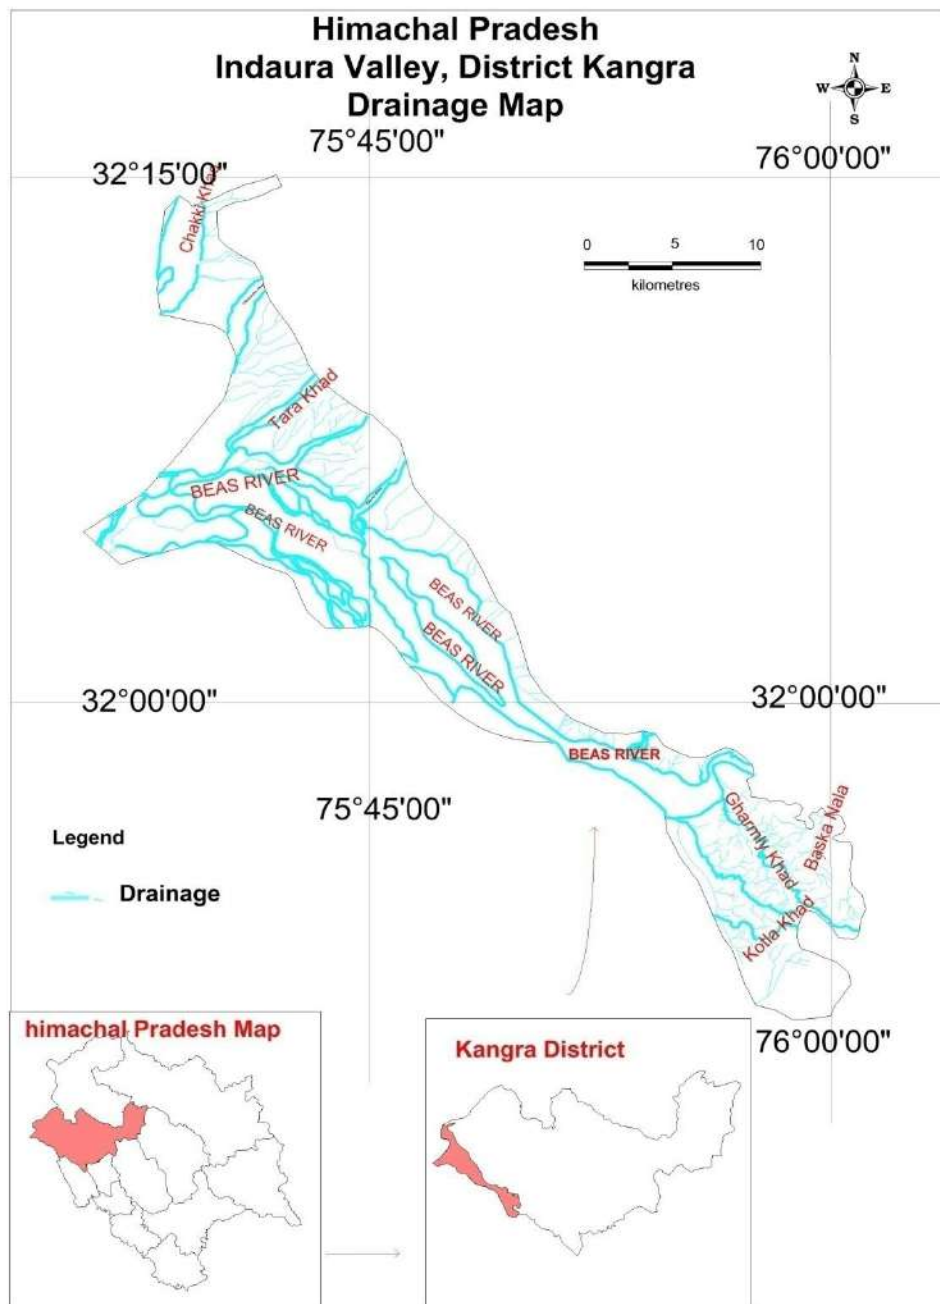 Himachal Pradesh
Indaura Valley, District Kangra
Drainage Map
N
W E
S
75°45'00"
76°00'00"
32°15'00"
Chakki Khad
0 5 10
kilometres
Tara Khad
BEAS RIVER
BEAS RIVER
BEAS RIVER
BEAS RIVER
32°00'00"
32°00'00"
BEAS RIVER
75°45'00"
Gharmly Khad
Baska Nala
Kotla Khad
Legend
Drainage
76°00'00"
himachal Pradesh Map
Kangra District